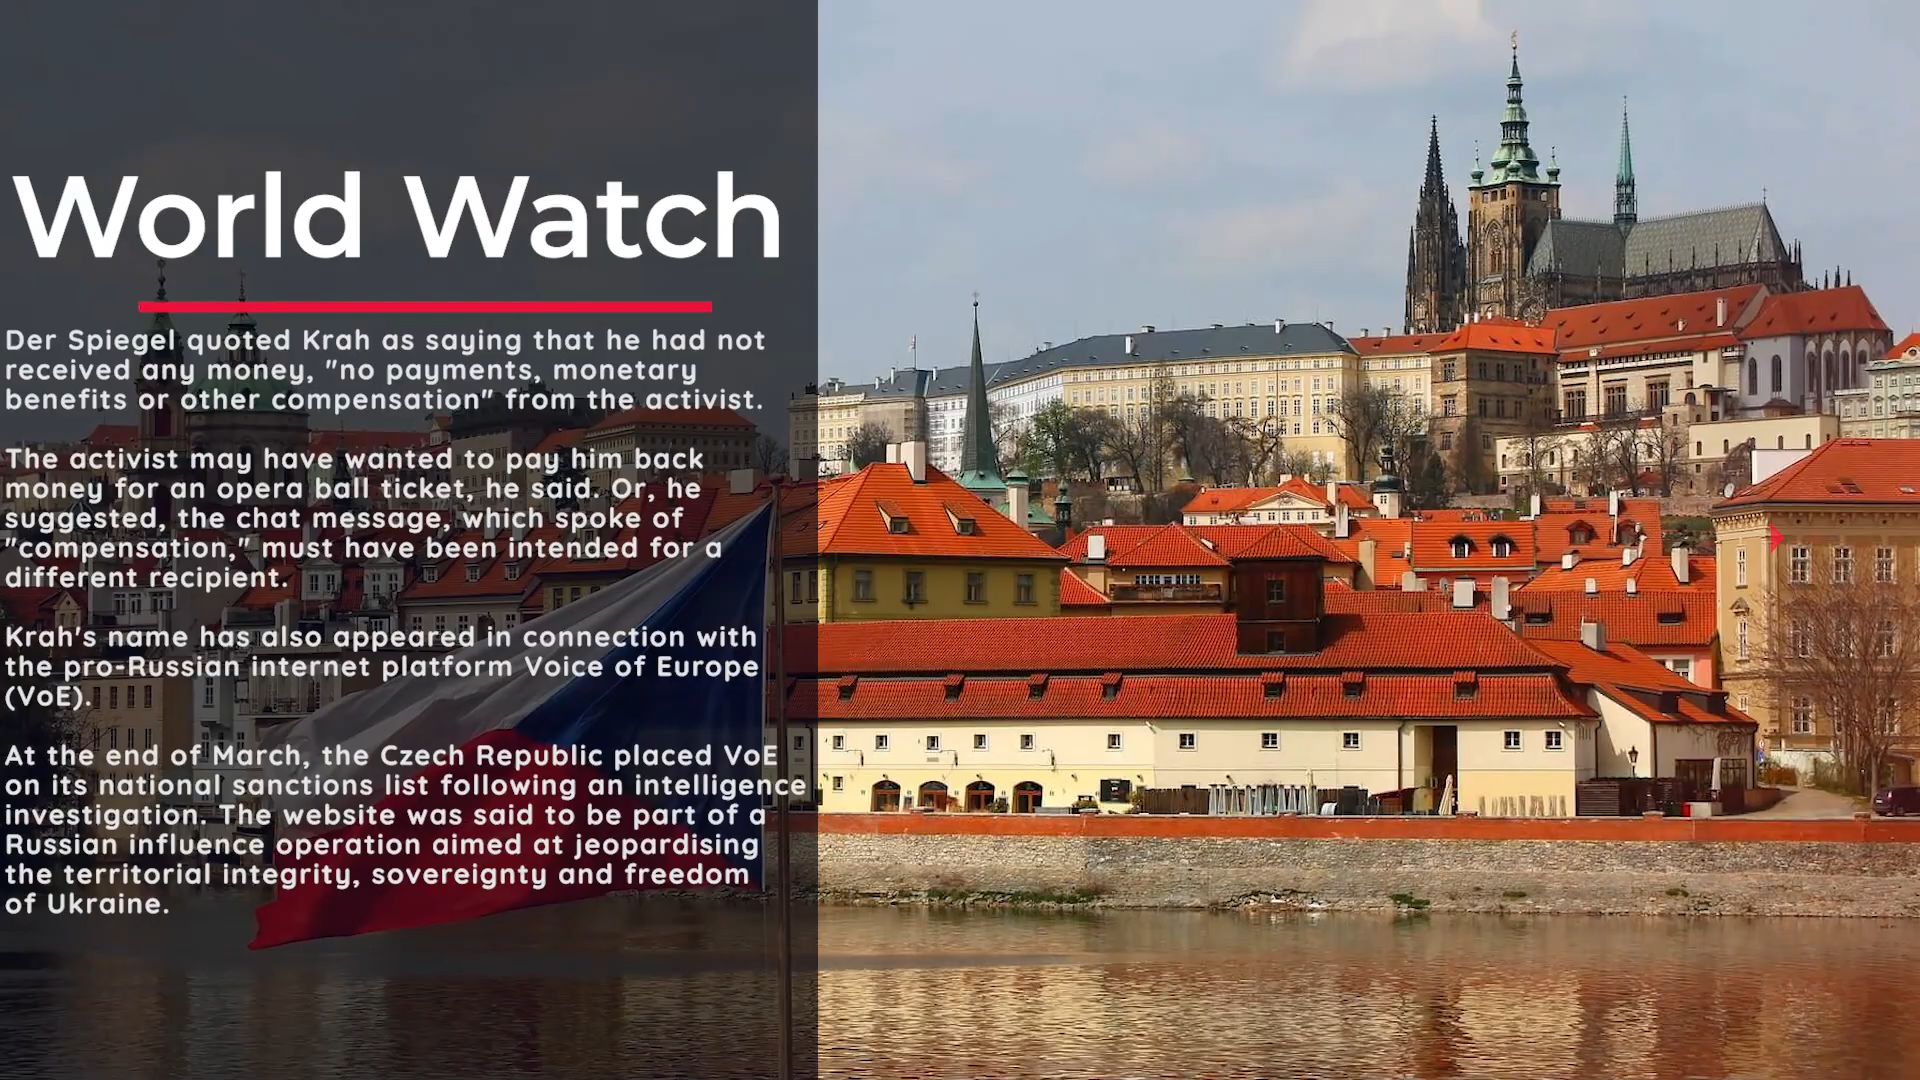 World Watch
Der Spiegel quoted Krah as saying that he had not
received any money, "no payments, monetary
benefits or other compensation" from the activist.
The activist may have wanted to pay him back
money for an opera ball ticket, he said. Or, he
suggested, the chat message, which spoke of
"compensation," must have been intended for a
different recipient.
Krah's name has also appeared in connection with
the pro-Russian internet platform Voice of Europe
(VoE).
At the end of March, the Czech Republic placed VoE
on its national sanctions list following an intelligence
investigation. The website was said to be part of a
Russian influence operation aimed at jeopardising
the territorial integrity, sovereignty and freedom
of Ukraine.